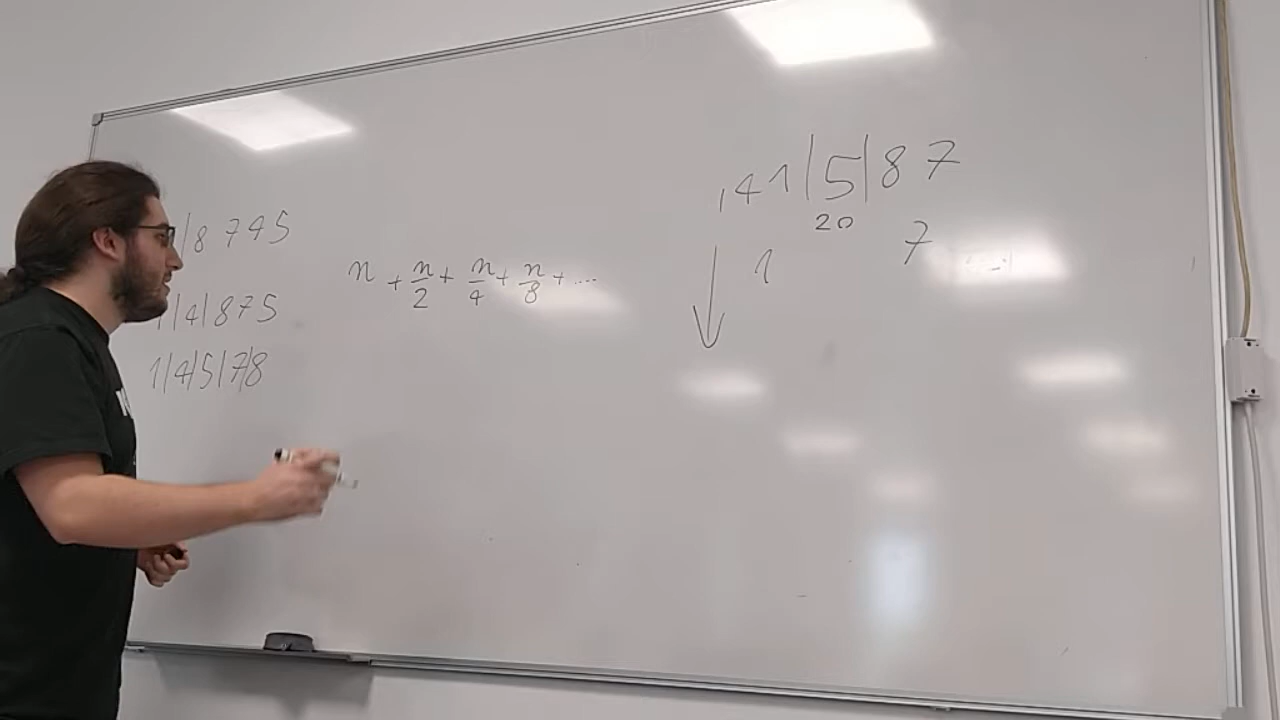 |8 7 4 5
1|4|8 7 5
1|4|5|7|8
n + n/2 + n/4 + n/8 + ....
, 4 1 | 5 | 8 7
20
1
7